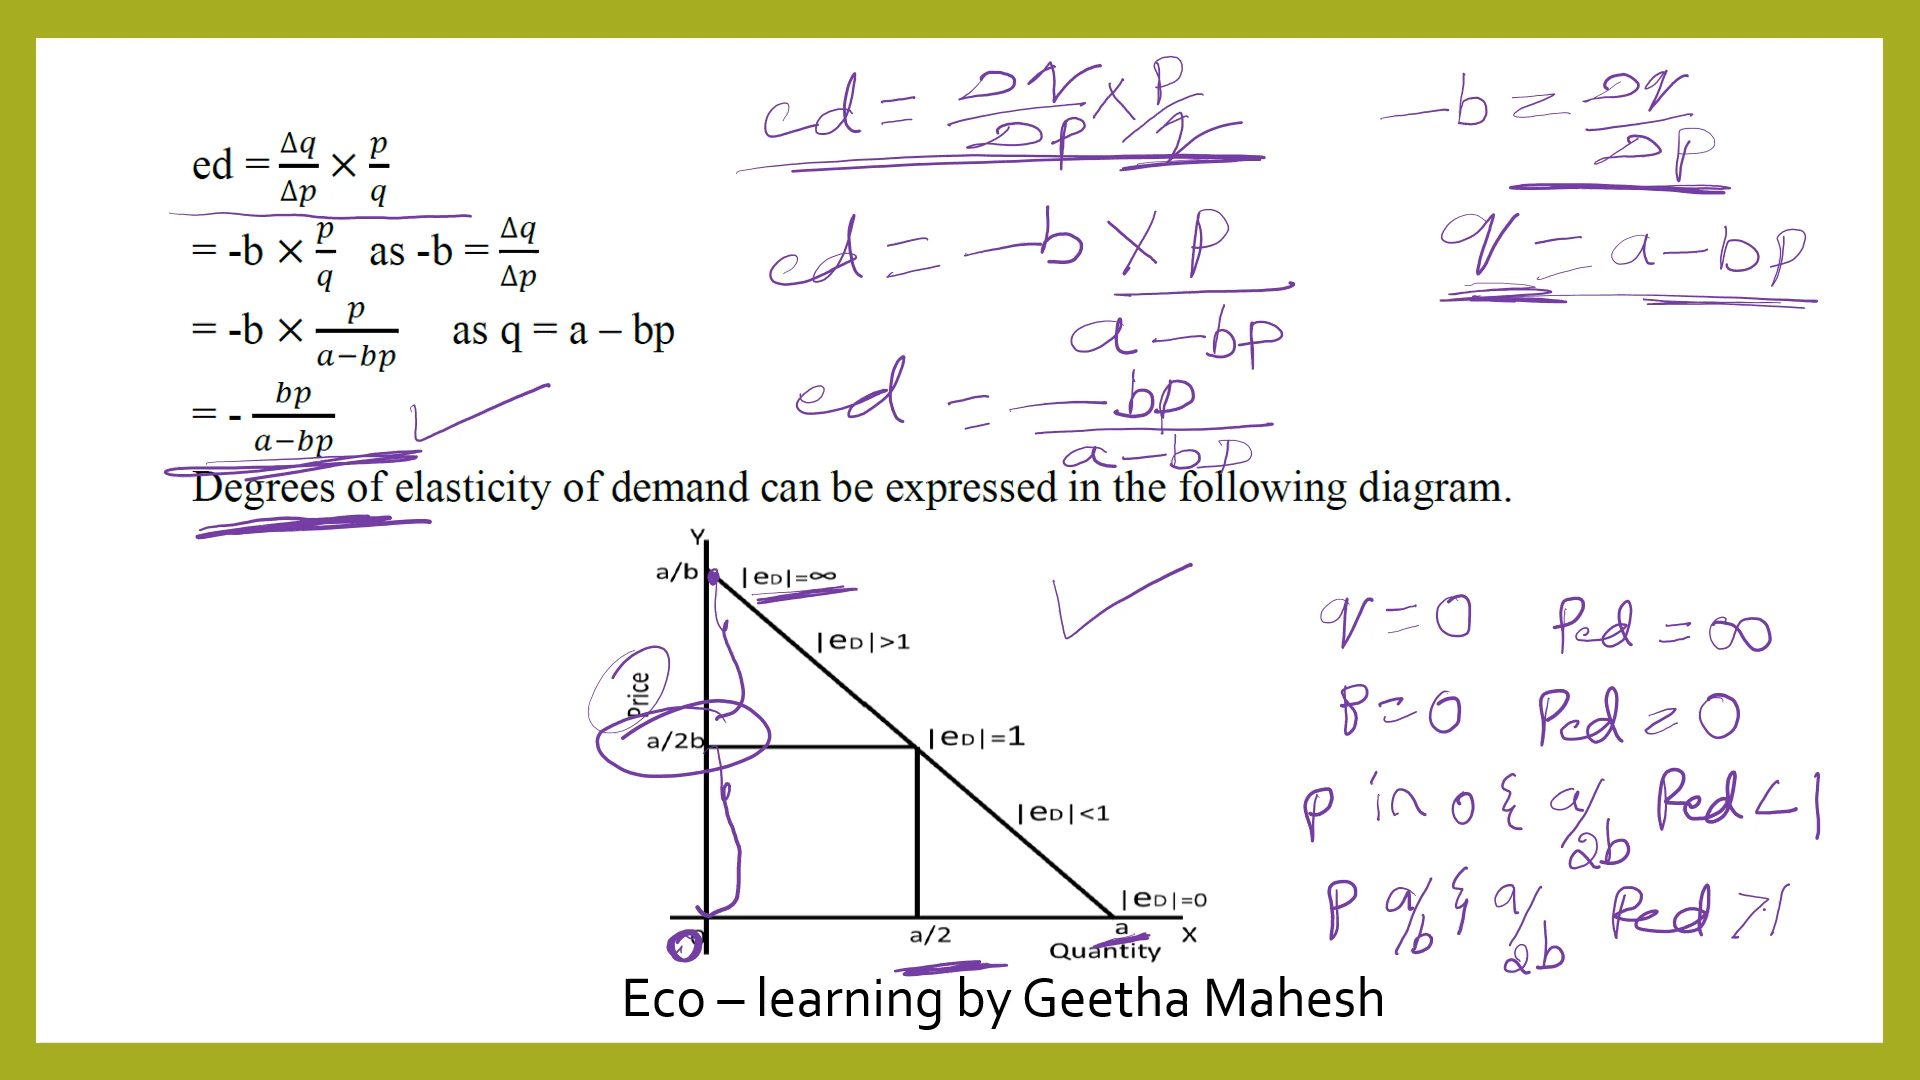 ed = Δq/Δp × p/q
= -b × p/q as -b = Δq/Δp
= -b × p/a−bp as q = a – bp
= - bp/a−bp
ed = Δq/Δp × P/q
-b = Δq/Δp
ed = -b × P/a-bp
q = a-bp
ed = -bp/a-bp
Degrees of elasticity of demand can be expressed in the following diagram.
Y
a/b |eD|=∞
|eD|>1
Price
a/2b |eD|=1
|eD|<1
|eD|=0
0 a/2 a X
Quantity
q=0 Ped = ∞
P=0 Ped = 0
P in 0 & a/2b Ped < 1
P a/b & a/2b Ped >1
Eco – learning by Geetha Mahesh